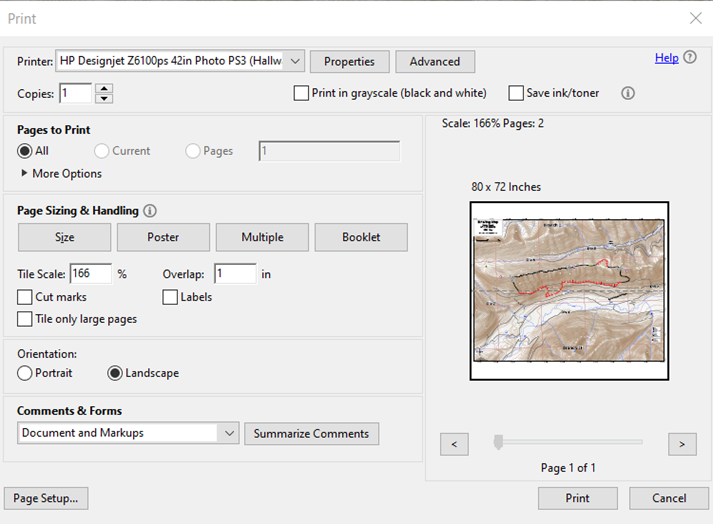 Print
Printer: HP Designjet Z6100ps 42in Photo PS3 (Hallw Properties Advanced Help ?
Copies: 1 Print in grayscale (black and white) Save ink/toner i
Pages to Print
All Current Pages 1
More Options
Page Sizing & Handling i
Size Poster Multiple Booklet
Tile Scale: 166 % Overlap: 1 in
Cut marks Labels
Tile only large pages
Orientation:
Portrait Landscape
Comments & Forms
Document and Markups Summarize Comments
Scale: 166% Pages: 2
80 x 72 Inches
< >
Page 1 of 1
Page Setup... Print Cancel